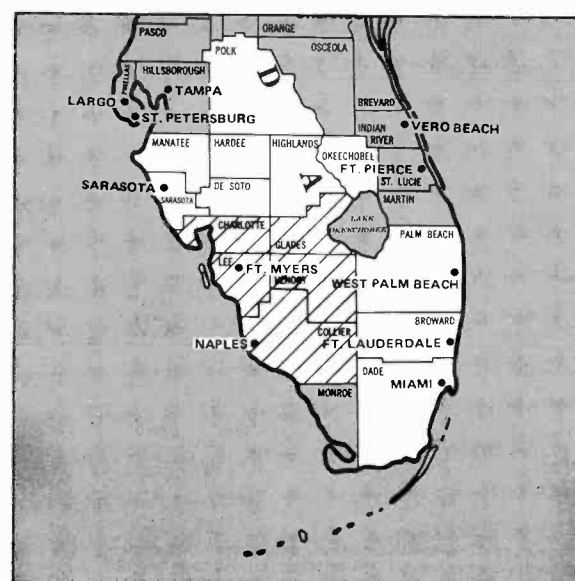 PASCO
ORANGE
OSCEOLA
POLK
D
HILLSBOROUGH
PINELLAS
TAMPA
LARGO
ST. PETERSBURG
BREVARD
VERO BEACH
INDIAN
RIVER
MANATEE
HARDEE
HIGHLANDS
OKEECHOBEE
FT. PIERCE
ST. LUCIE
A
SARASOTA
SARASOTA
DE SOTO
MARTIN
CHARLOTTE
LAKE
OKEECHOBEE
GLADES
PALM BEACH
LEE
FT. MYERS
HENDRY
WEST PALM BEACH
BROWARD
COLLIER
NAPLES
FT. LAUDERDALE
DADE
MIAMI
MONROE